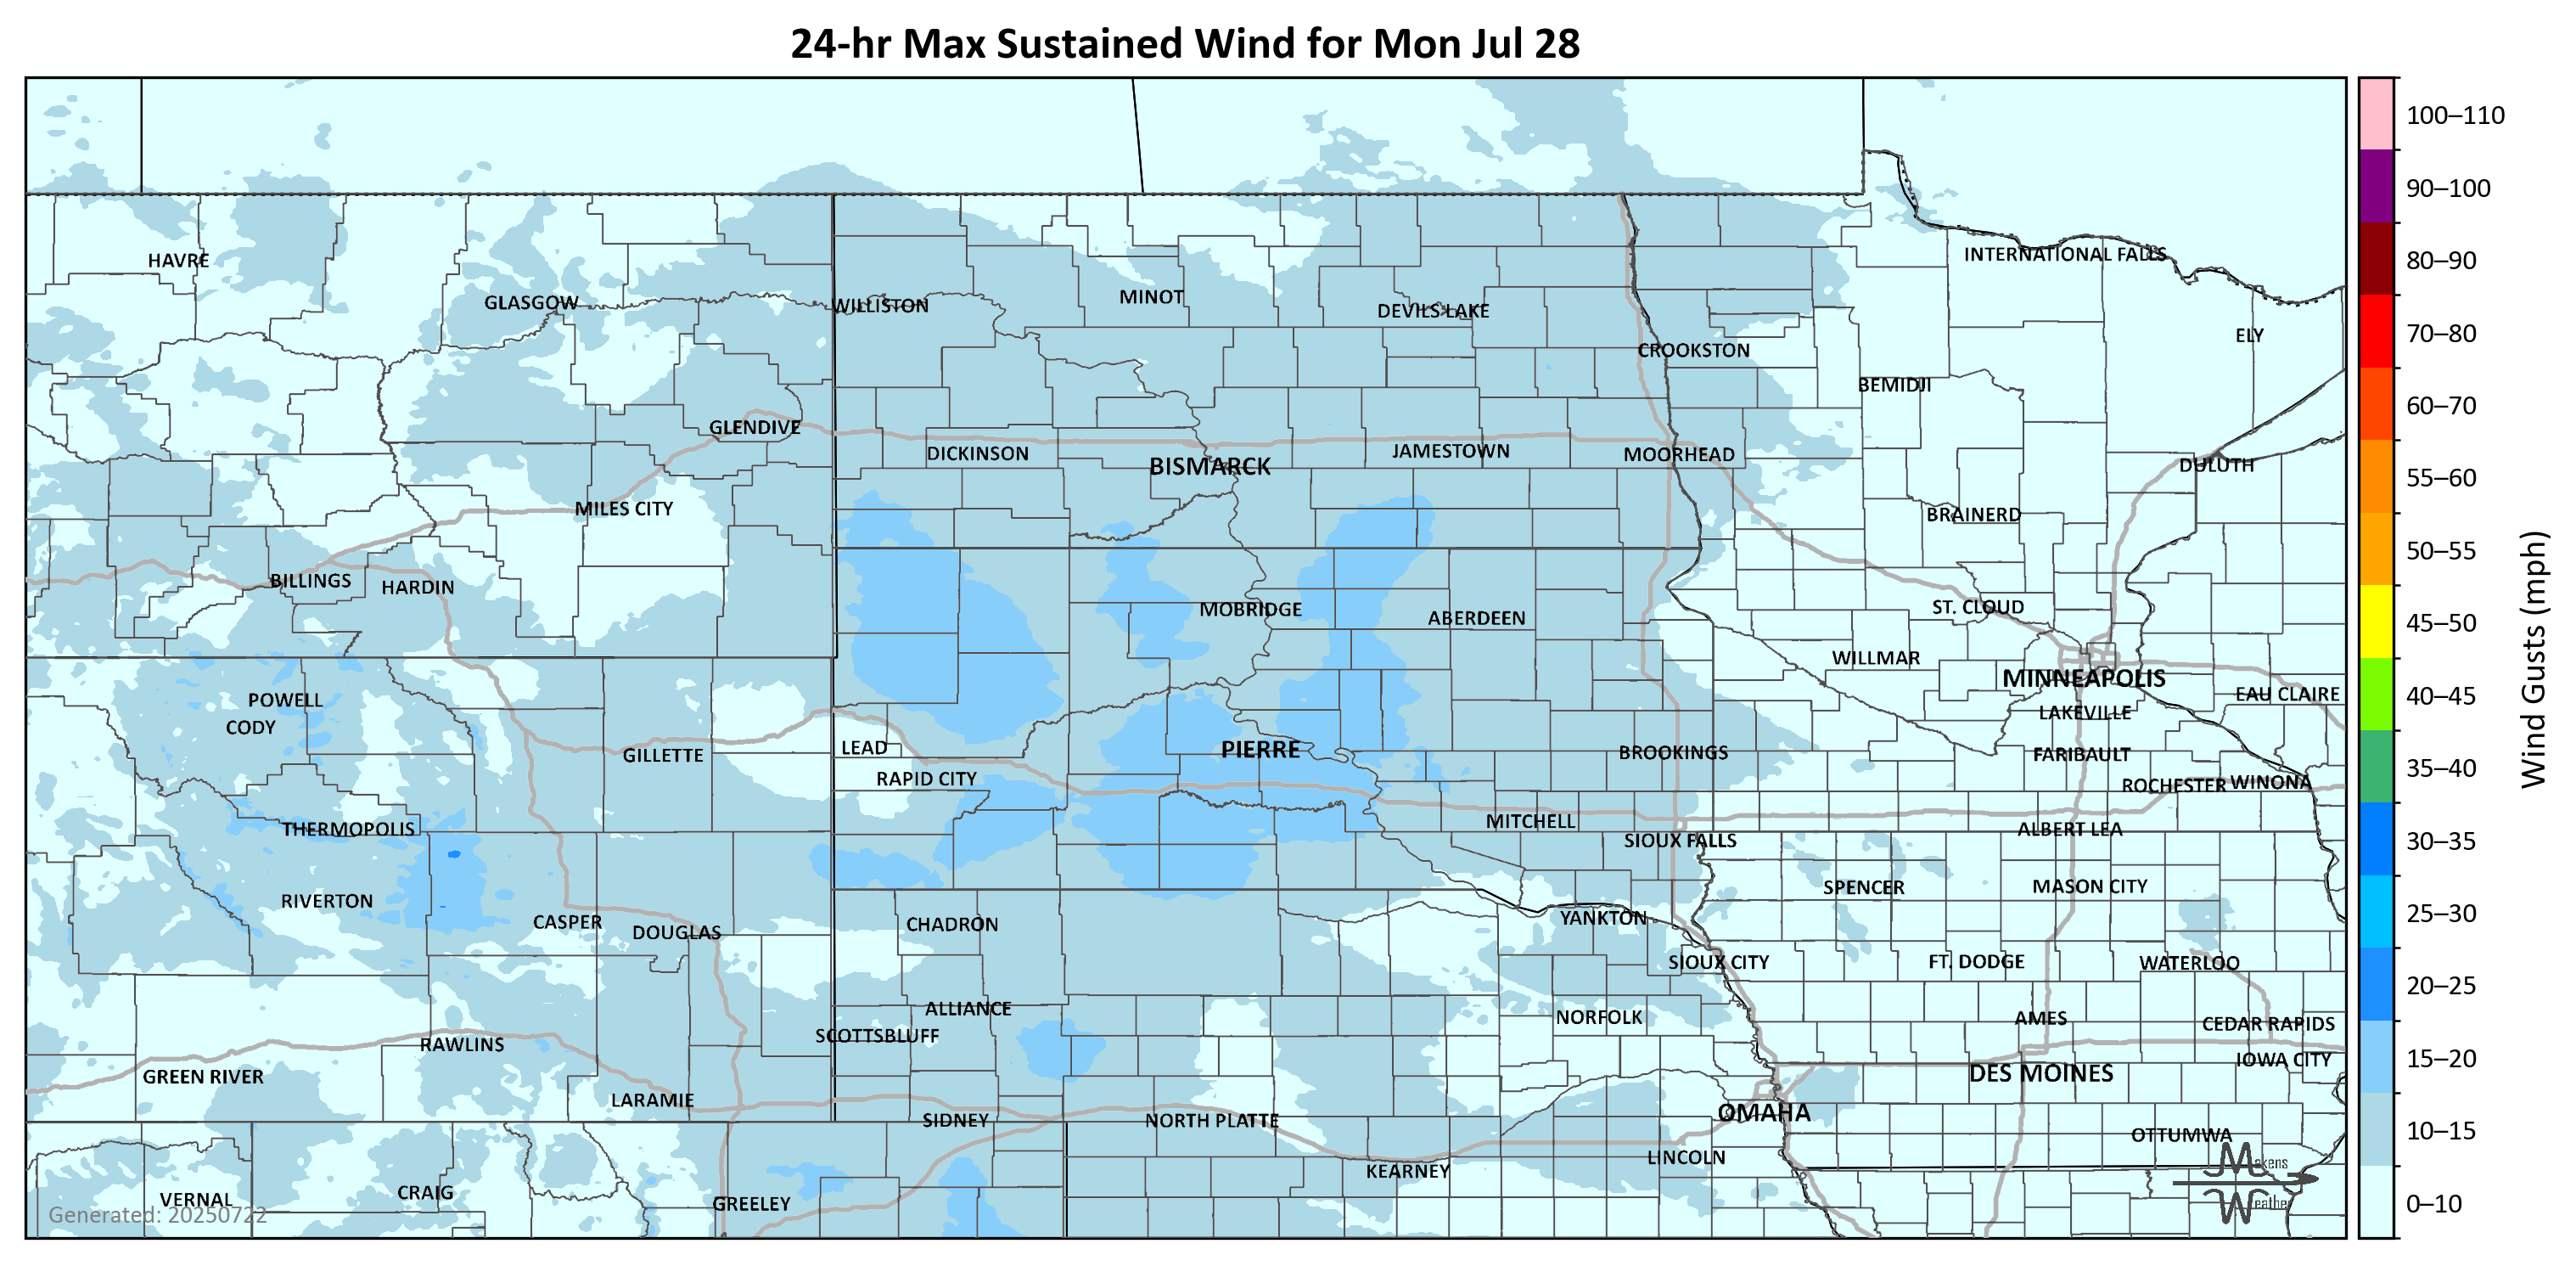 24-hr Max Sustained Wind for Mon Jul 28
100–110
90–100
80–90
70–80
60–70
55–60
50–55
45–50
40–45
35–40
30–35
25–30
20–25
15–20
10–15
0–10
Wind Gusts (mph)
HAVRE
INTERNATIONAL FALLS
GLASGOW
WILLISTON
MINOT
DEVILS LAKE
ELY
CROOKSTON
BEMIDJI
GLENDIVE
DICKINSON
BISMARCK
JAMESTOWN
MOORHEAD
DULUTH
MILES CITY
BRAINERD
BILLINGS
HARDIN
MOBRIDGE
ABERDEEN
ST. CLOUD
WILLMAR
MINNEAPOLIS
POWELL
EAU CLAIRE
CODY
LAKEVILLE
GILLETTE
LEAD
PIERRE
BROOKINGS
FARIBAULT
RAPID CITY
ROCHESTER
WINONA
THERMOPOLIS
MITCHELL
ALBERT LEA
SIOUX FALLS
RIVERTON
SPENCER
MASON CITY
CASPER
DOUGLAS
CHADRON
YANKTON
SIOUX CITY
FT. DODGE
WATERLOO
ALLIANCE
NORFOLK
AMES
CEDAR RAPIDS
SCOTTSBLUFF
RAWLINS
IOWA CITY
GREEN RIVER
DES MOINES
LARAMIE
SIDNEY
NORTH PLATTE
OMAHA
OTTUMWA
LINCOLN
KEARNEY
VERNAL
CRAIG
GREELEY
Makens
Weather
Generated: 20250722